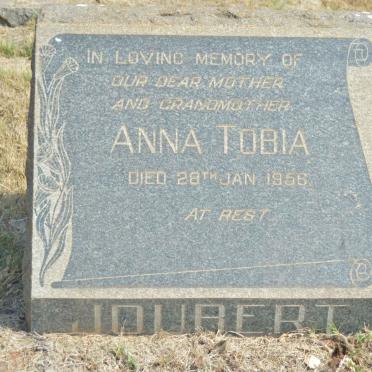 IN LOVING MEMORY OF
OUR DEAR MOTHER
AND GRANDMOTHER
ANNA TOBIA
DIED 28TH JAN 1956.
AT REST
JOUBERT